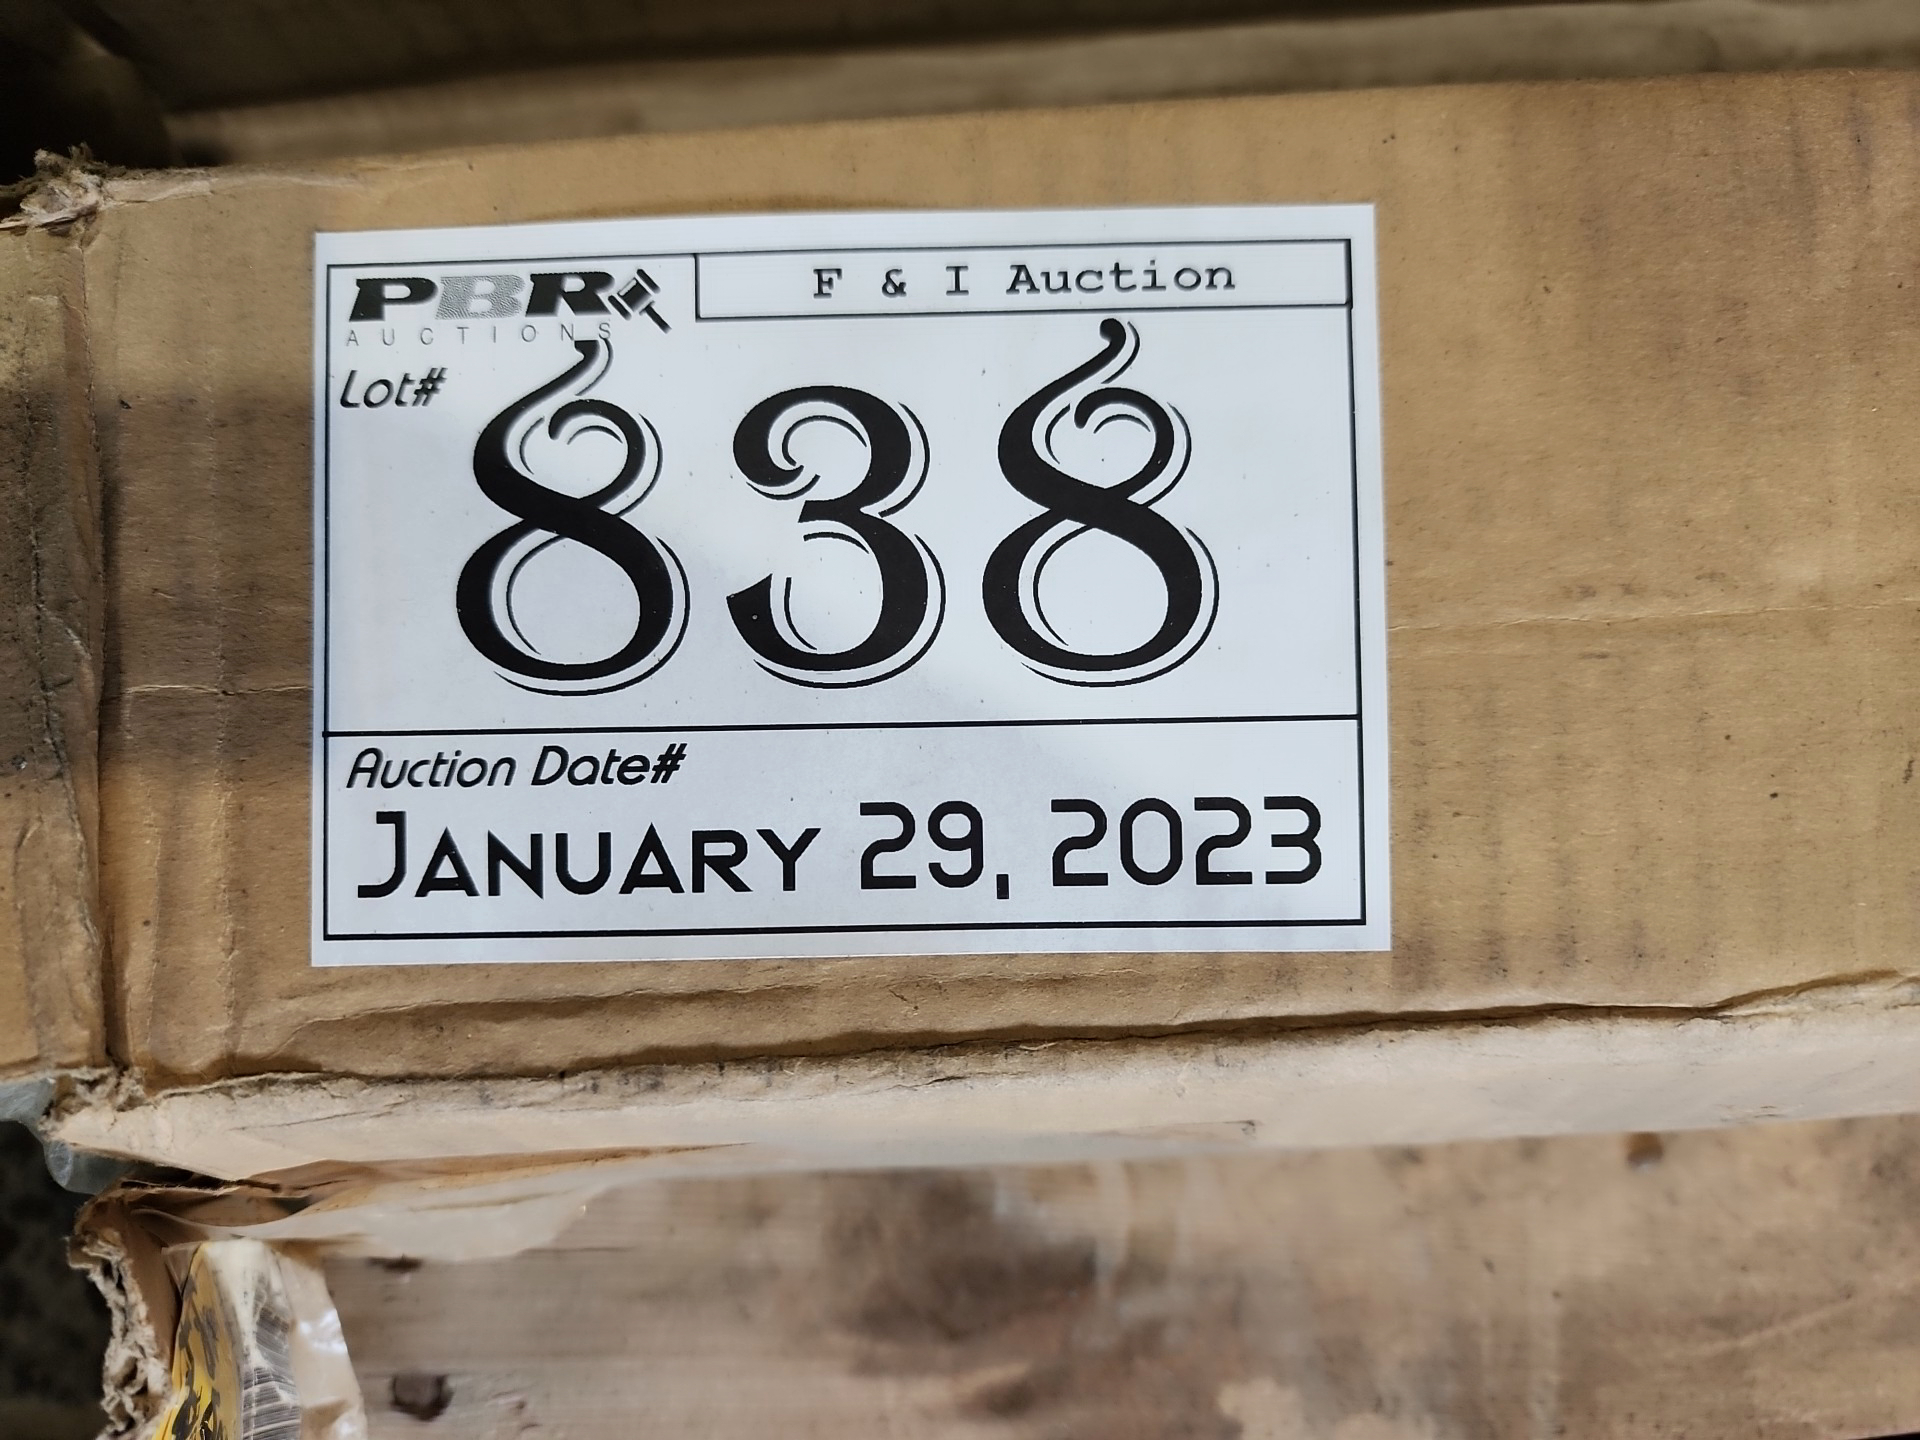 PBR
AUCTIONS
F & I Auction
Lot#
838
Auction Date#
January 29, 2023